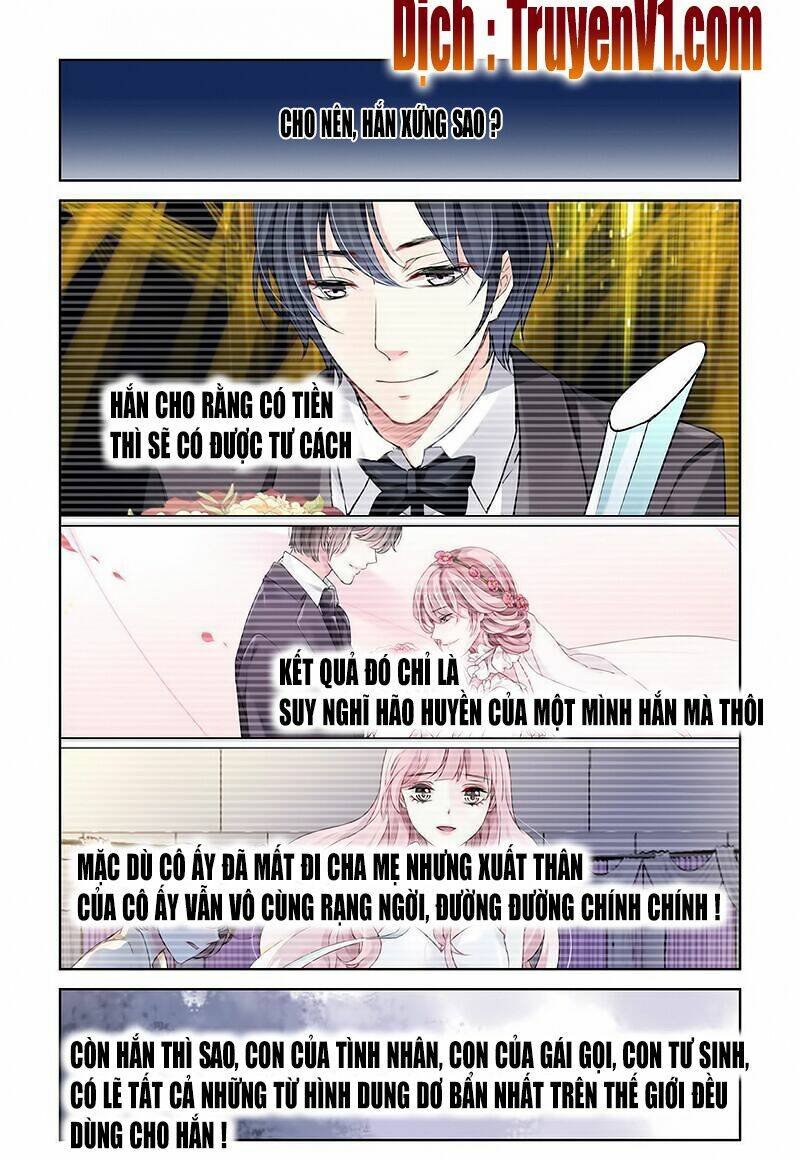 Dịch : TruyenV1.com
CHO NÊN, HẮN XỨNG SAO ?
HẮN CHO RẰNG CÓ TIỀN
THÌ SẼ CÓ ĐƯỢC TƯ CÁCH
KẾT QUẢ ĐÓ CHỈ LÀ
SUY NGHĨ HÃO HUYỀN CỦA MỘT MÌNH HẮN MÀ THÔI
MẶC DÙ CÔ ẤY ĐÃ MẤT ĐI CHA MẸ NHƯNG XUẤT THÂN
CỦA CÔ ẤY VẪN VÔ CÙNG RẠNG NGỜI, ĐƯỜNG ĐƯỜNG CHÍNH CHÍNH !
CÒN HẮN THÌ SAO, CON CỦA TÌNH NHÂN, CON CỦA GÁI GỌI, CON TƯ SINH,
CÓ LẼ TẤT CẢ NHỮNG TỪ HÌNH DUNG DƠ BẨN NHẤT TRÊN THẾ GIỚI ĐỀU
DÙNG CHO HẮN !